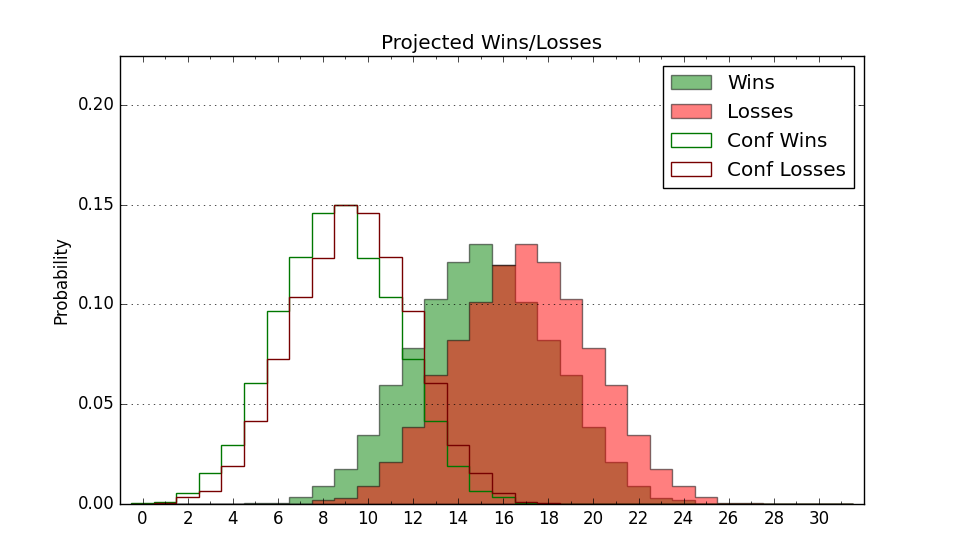 Projected Wins/Losses
Wins
Losses
Conf Wins
Conf Losses
Probability
0.20
0.15
0.10
0.05
0.00
0 2 4 6 8 10 12 14 16 18 20 22 24 26 28 30